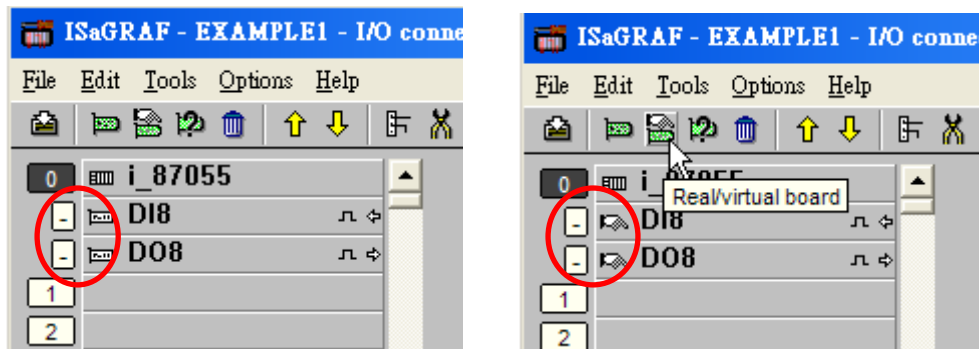 ISaGRAF - EXAMPLE1 - I/O conne
File Edit Tools Options Help
0 i_87055
- DI8
- DO8
1
2
ISaGRAF - EXAMPLE1 - I/O conne
File Edit Tools Options Help
0
Real/virtual board
- DI8
- DO8
1
2